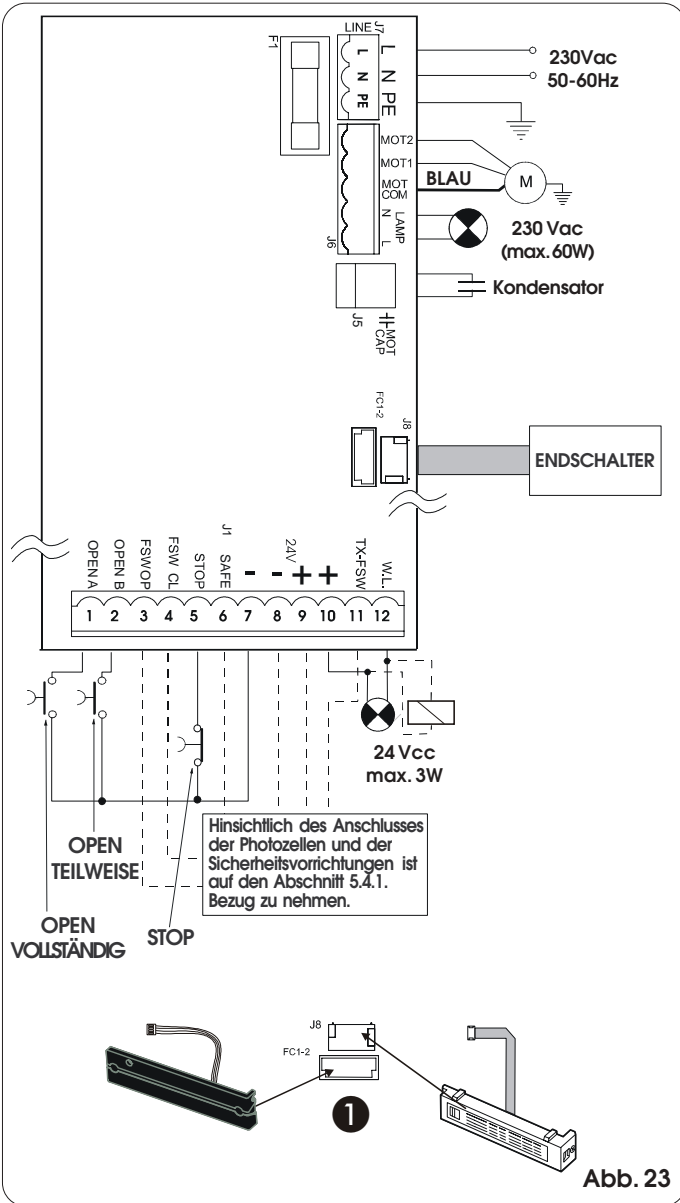 LINE J7
F1
L
N
PE
L
N
PE
230Vac
50-60Hz
MOT2
MOT1
MOT
COM
BLAU
M
N
L
LAMP
J6
230 Vac
(max. 60W)
Kondensator
J5
MOT
CAP
FC1-2
J8
ENDSCHALTER
J1
24V
OPEN A
OPEN B
FSWOP
FSW CL
STOP
SAFE
-
-
+
+
TX-FSW
W.L.
1 2 3 4 5 6 7 8 9 10 11 12
24 Vcc
max. 3W
OPEN
TEILWEISE
OPEN
VOLLSTÄNDIG
STOP
Hinsichtlich des Anschlusses
der Photozellen und der
Sicherheitsvorrichtungen ist
auf den Abschnitt 5.4.1.
Bezug zu nehmen.
J8
FC1-2
1
Abb. 23